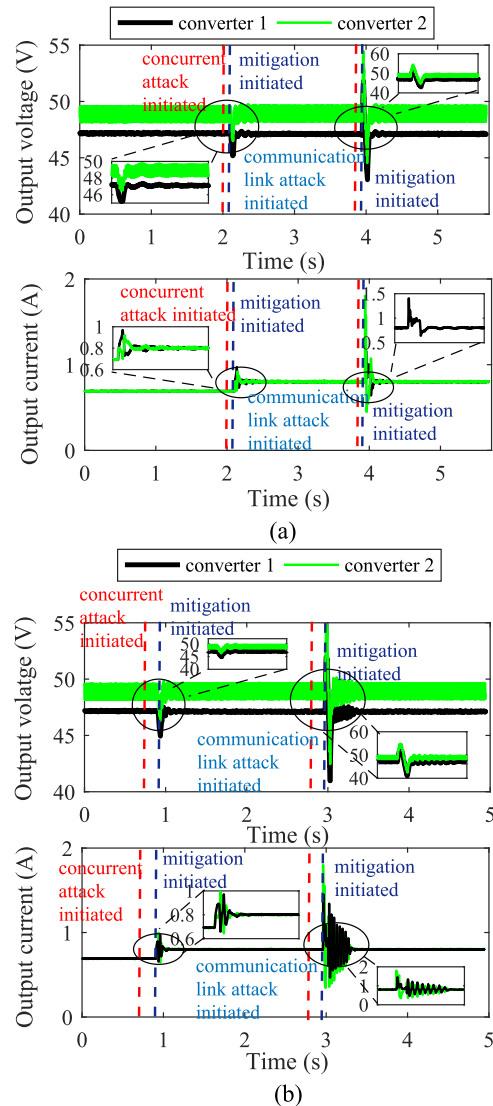 converter 1 converter 2
55
50
45
40
Output voltage (V)
concurrent
attack
initiated
mitigation
initiated
60
50
40
50
48
46
communication
link attack
initiated
mitigation
initiated
0 1 2 3 4 5
Time (s)
2
1
0
Output current (A)
concurrent
attack initiated
mitigation
initiated
1
0.8
0.6
1.5
1
0.5
communication
link attack
initiated
mitigation
initiated
0 1 2 3 4 5
Time (s)
(a)
converter 1 converter 2
55
50
45
40
Output volatge (V)
concurrent
attack
initiated
mitigation
initiated
50
45
40
mitigation
initiated
communication
link attack
initiated
60
50
40
0 1 2 3 4 5
Time (s)
2
1
0
Output current (A)
concurrent
attack
initiated
mitigation
initiated
1
0.8
0.6
mitigation
initiated
communication
link attack
initiated
2
1
0
0 1 2 3 4 5
Time (s)
(b)